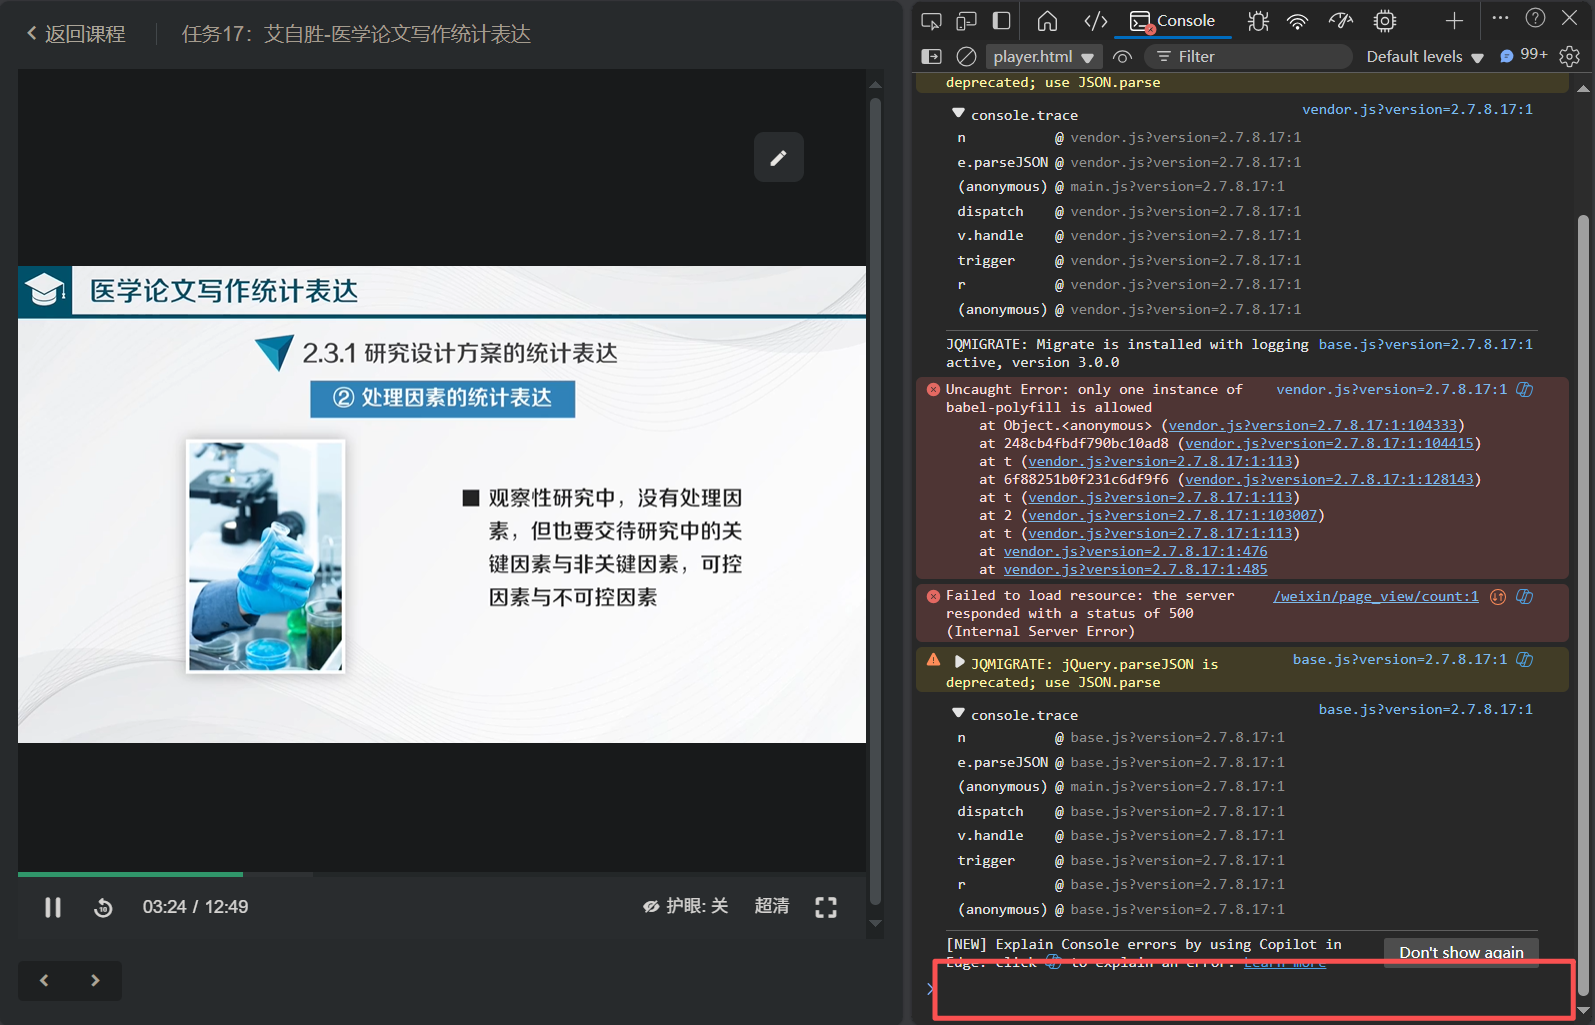 返回课程
任务17：艾自胜-医学论文写作统计表达
医学论文写作统计表达
2.3.1 研究设计方案的统计表达
② 处理因素的统计表达
■ 观察性研究中，没有处理因
素，但也要交待研究中的关
键因素与非关键因素，可控
因素与不可控因素
10
03:24 / 12:49
护眼: 关
超清
Console
player.html
Filter
Default levels
99+
deprecated; use JSON.parse
console.trace vendor.js?version=2.7.8.17:1
n @ vendor.js?version=2.7.8.17:1
e.parseJSON @ vendor.js?version=2.7.8.17:1
(anonymous) @ main.js?version=2.7.8.17:1
dispatch @ vendor.js?version=2.7.8.17:1
v.handle @ vendor.js?version=2.7.8.17:1
trigger @ vendor.js?version=2.7.8.17:1
r @ vendor.js?version=2.7.8.17:1
(anonymous) @ vendor.js?version=2.7.8.17:1
JQMIGRATE: Migrate is installed with logging base.js?version=2.7.8.17:1
active, version 3.0.0
Uncaught Error: only one instance of vendor.js?version=2.7.8.17:1
babel-polyfill is allowed
at Object.<anonymous> (vendor.js?version=2.7.8.17:1:104333)
at 248cb4fbdf790bc10ad8 (vendor.js?version=2.7.8.17:1:104415)
at t (vendor.js?version=2.7.8.17:1:113)
at 6f88251b0f231c6df9f6 (vendor.js?version=2.7.8.17:1:128143)
at t (vendor.js?version=2.7.8.17:1:113)
at 2 (vendor.js?version=2.7.8.17:1:103007)
at t (vendor.js?version=2.7.8.17:1:113)
at vendor.js?version=2.7.8.17:1:476
at vendor.js?version=2.7.8.17:1:485
Failed to load resource: the server /weixin/page_view/count:1
responded with a status of 500
(Internal Server Error)
JQMIGRATE: jQuery.parseJSON is base.js?version=2.7.8.17:1
deprecated; use JSON.parse
console.trace base.js?version=2.7.8.17:1
n @ base.js?version=2.7.8.17:1
e.parseJSON @ base.js?version=2.7.8.17:1
(anonymous) @ main.js?version=2.7.8.17:1
dispatch @ base.js?version=2.7.8.17:1
v.handle @ base.js?version=2.7.8.17:1
trigger @ base.js?version=2.7.8.17:1
r @ base.js?version=2.7.8.17:1
(anonymous) @ base.js?version=2.7.8.17:1
[NEW] Explain Console errors by using Copilot in
Edge: click to explain an error. Learn more
Don't show again